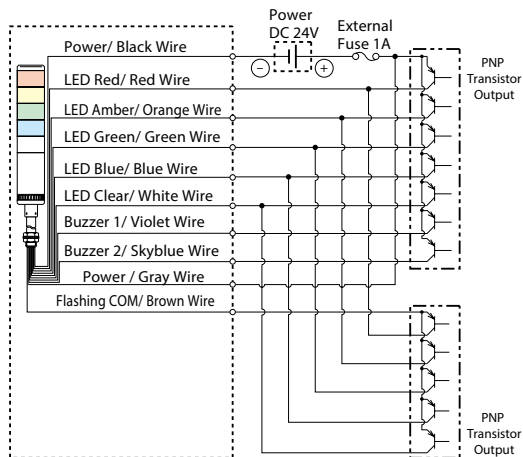 Power
DC 24V
External
Fuse 1A
Power/ Black Wire
LED Red/ Red Wire
LED Amber/ Orange Wire
LED Green/ Green Wire
LED Blue/ Blue Wire
LED Clear/ White Wire
Buzzer 1/ Violet Wire
Buzzer 2/ Skyblue Wire
Power / Gray Wire
Flashing COM/ Brown Wire
−
+
PNP
Transistor
Output
PNP
Transistor
Output